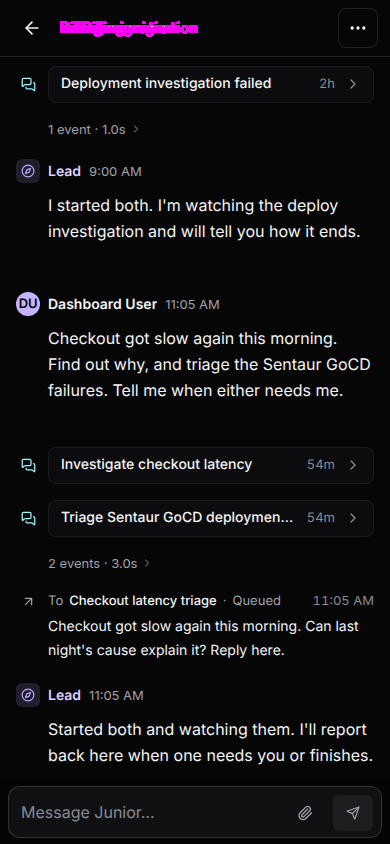 Deployment investigation failed 2h
1 event · 1.0s
Lead 9:00 AM
I started both. I'm watching the deploy
investigation and will tell you how it ends.
DU Dashboard User 11:05 AM
Checkout got slow again this morning.
Find out why, and triage the Sentaur GoCD
failures. Tell me when either needs me.
Investigate checkout latency 54m
Triage Sentaur GoCD deploymen... 54m
2 events · 3.0s
To Checkout latency triage · Queued 11:05 AM
Checkout got slow again this morning. Can last
night's cause explain it? Reply here.
Lead 11:05 AM
Started both and watching them. I'll report
back here when one needs you or finishes.
Message Junior...